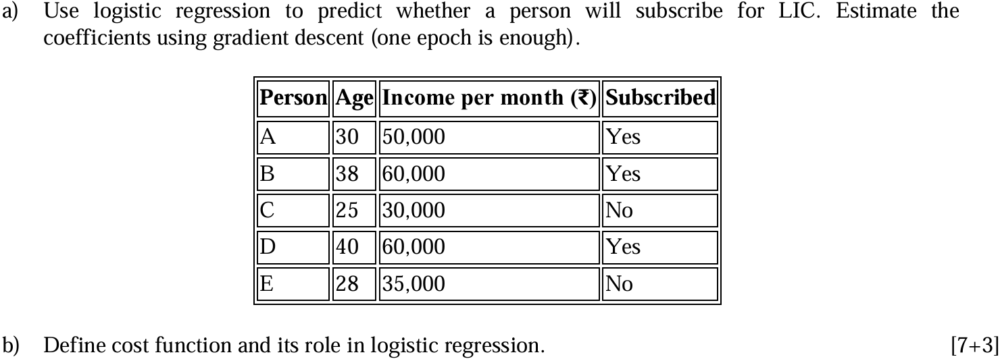 a) Use logistic regression to predict whether a person will subscribe for LIC. Estimate the
coefficients using gradient descent (one epoch is enough).
Person Age Income per month (₹) Subscribed
A 30 50,000 Yes
B 38 60,000 Yes
C 25 30,000 No
D 40 60,000 Yes
E 28 35,000 No
b) Define cost function and its role in logistic regression. [7+3]